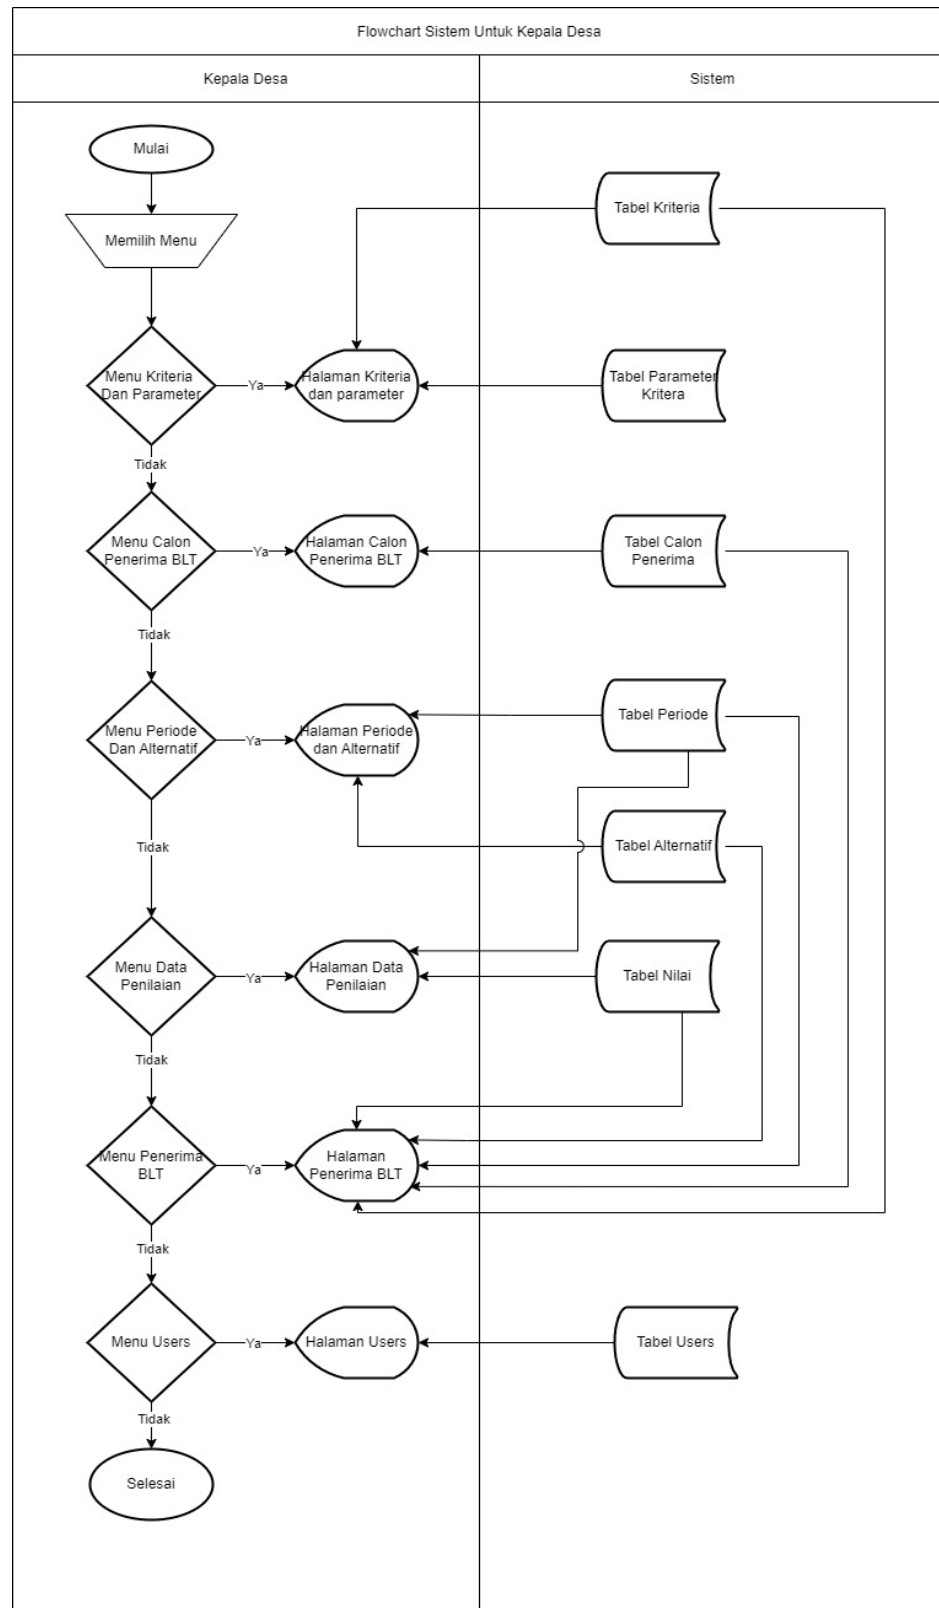 Flowchart Sistem Untuk Kepala Desa
Kepala Desa
Sistem
Mulai
Tabel Kriteria
Memilih Menu
Menu Kriteria
Dan Parameter
Ya
Halaman Kriteria
dan parameter
Tabel Parameter
Kritera
Tidak
Menu Calon
Penerima BLT
Ya
Halaman Calon
Penerima BLT
Tabel Calon
Penerima
Tidak
Menu Periode
Dan Alternatif
Ya
Halaman Periode
dan Alternatif
Tabel Periode
Tidak
Tabel Alternatif
Menu Data
Penilaian
Ya
Halaman Data
Penilaian
Tabel Nilai
Tidak
Menu Penerima
BLT
Ya
Halaman
Penerima BLT
Tidak
Menu Users
Ya
Halaman Users
Tabel Users
Tidak
Selesai